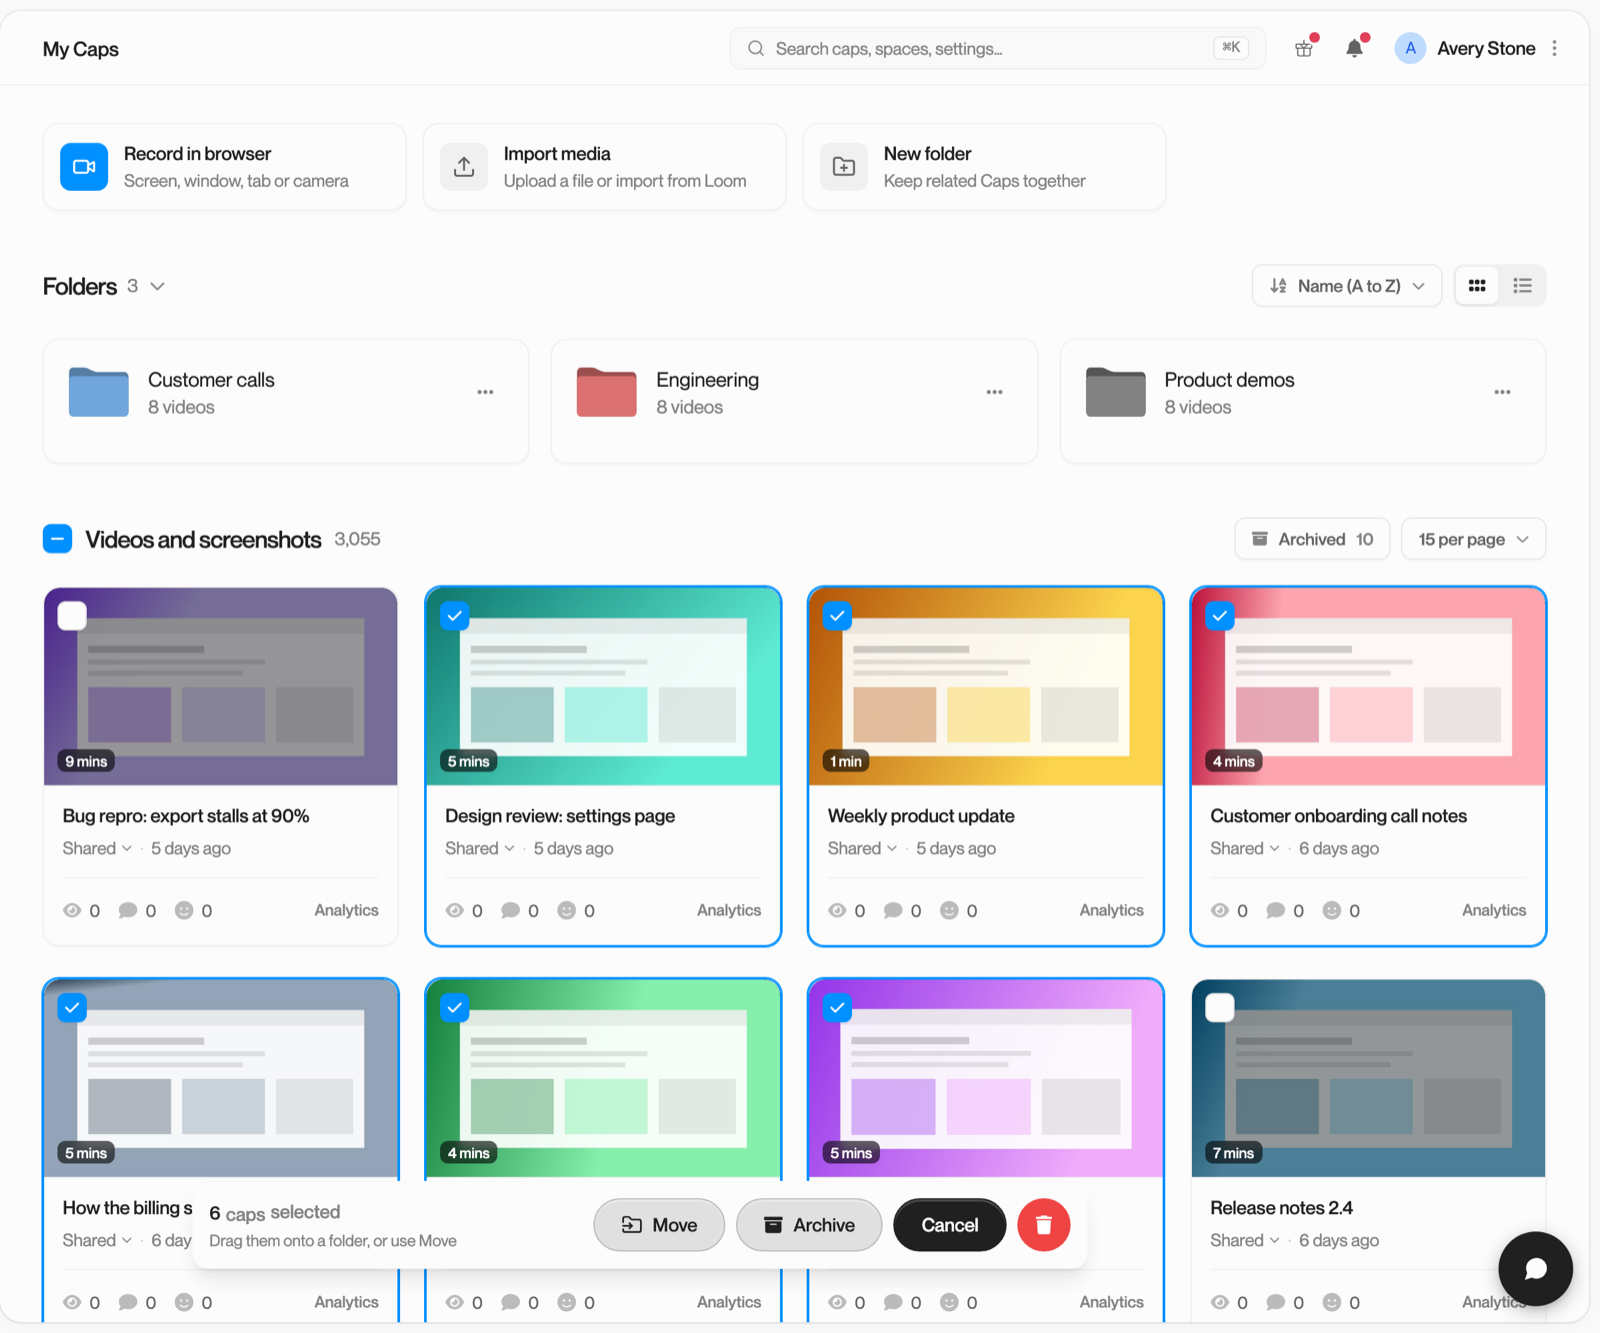 My Caps
Search caps, spaces, settings...
⌘K
A
Avery Stone
Record in browser
Screen, window, tab or camera
Import media
Upload a file or import from Loom
New folder
Keep related Caps together
Folders 3
Name (A to Z)
Customer calls
8 videos
Engineering
8 videos
Product demos
8 videos
Videos and screenshots 3,055
Archived 10
15 per page
9 mins
Bug repro: export stalls at 90%
Shared · 5 days ago
0 0 0 Analytics
5 mins
Design review: settings page
Shared · 5 days ago
0 0 0 Analytics
1 min
Weekly product update
Shared · 5 days ago
0 0 0 Analytics
4 mins
Customer onboarding call notes
Shared · 6 days ago
0 0 0 Analytics
5 mins
How the billing s
Shared · 6 day
0 0 0 Analytics
4 mins
0 0 0 Analytics
5 mins
0 0 0 Analytics
7 mins
Release notes 2.4
Shared · 6 days ago
0 0 0 Analytics
6 caps selected
Drag them onto a folder, or use Move
Move
Archive
Cancel